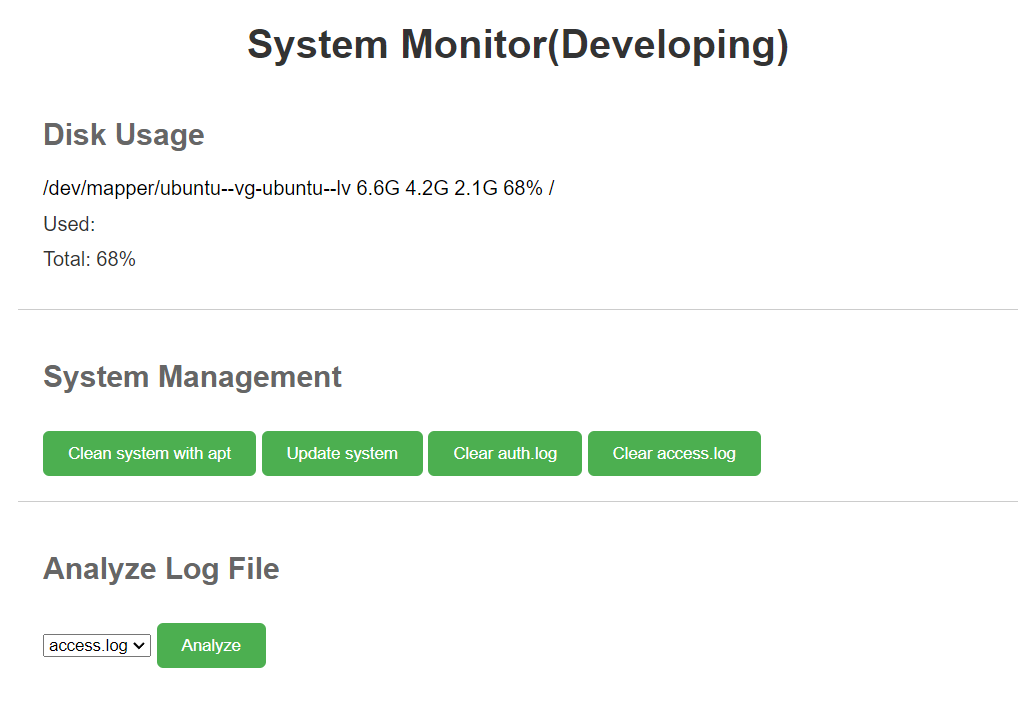 System Monitor(Developing)
Disk Usage
/dev/mapper/ubuntu--vg-ubuntu--lv 6.6G 4.2G 2.1G 68% /
Used:
Total: 68%
System Management
Clean system with apt Update system Clear auth.log Clear access.log
Analyze Log File
access.log Analyze